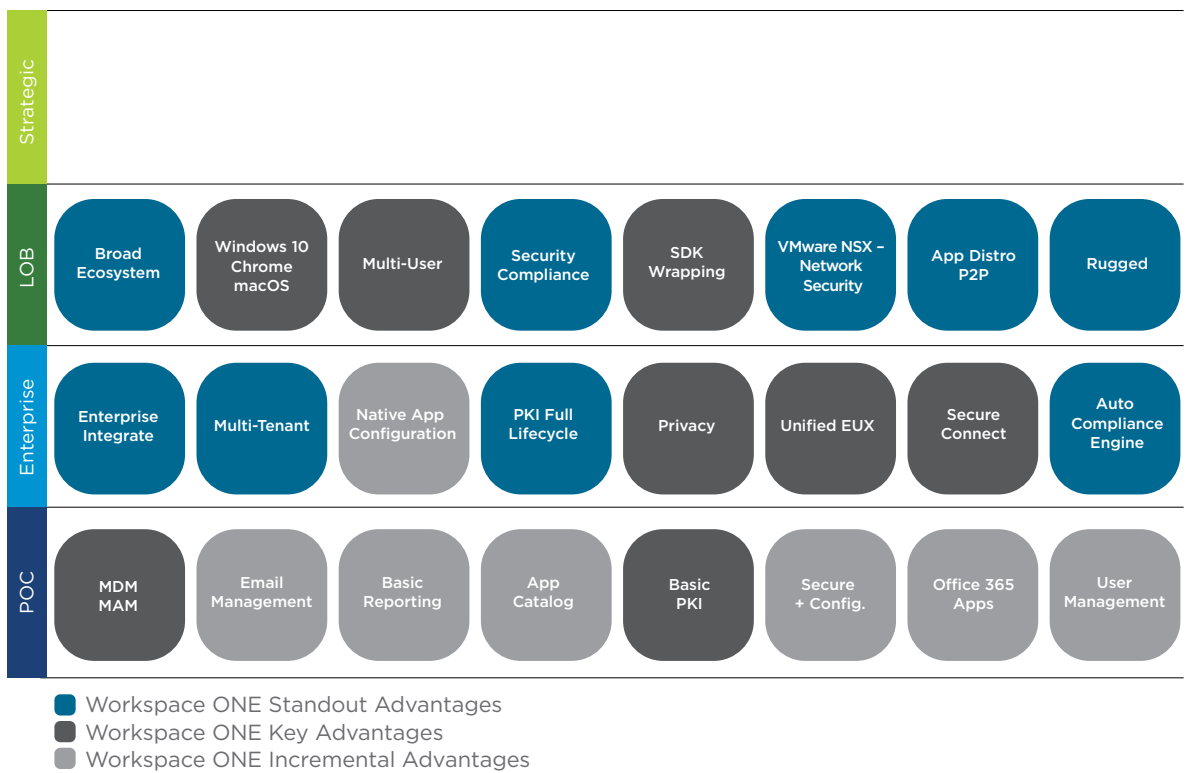 Strategic
LOB
Broad
Ecosystem
Windows 10
Chrome
macOS
Multi-User
Security
Compliance
SDK
Wrapping
VMware NSX –
Network
Security
App Distro
P2P
Rugged
Enterprise
Enterprise
Integrate
Multi-Tenant
Native App
Configuration
PKI Full
Lifecycle
Privacy
Unified EUX
Secure
Connect
Auto
Compliance
Engine
POC
MDM
MAM
Email
Management
Basic
Reporting
App
Catalog
Basic
PKI
Secure
+ Config.
Office 365
Apps
User
Management
Workspace ONE Standout Advantages
Workspace ONE Key Advantages
Workspace ONE Incremental Advantages